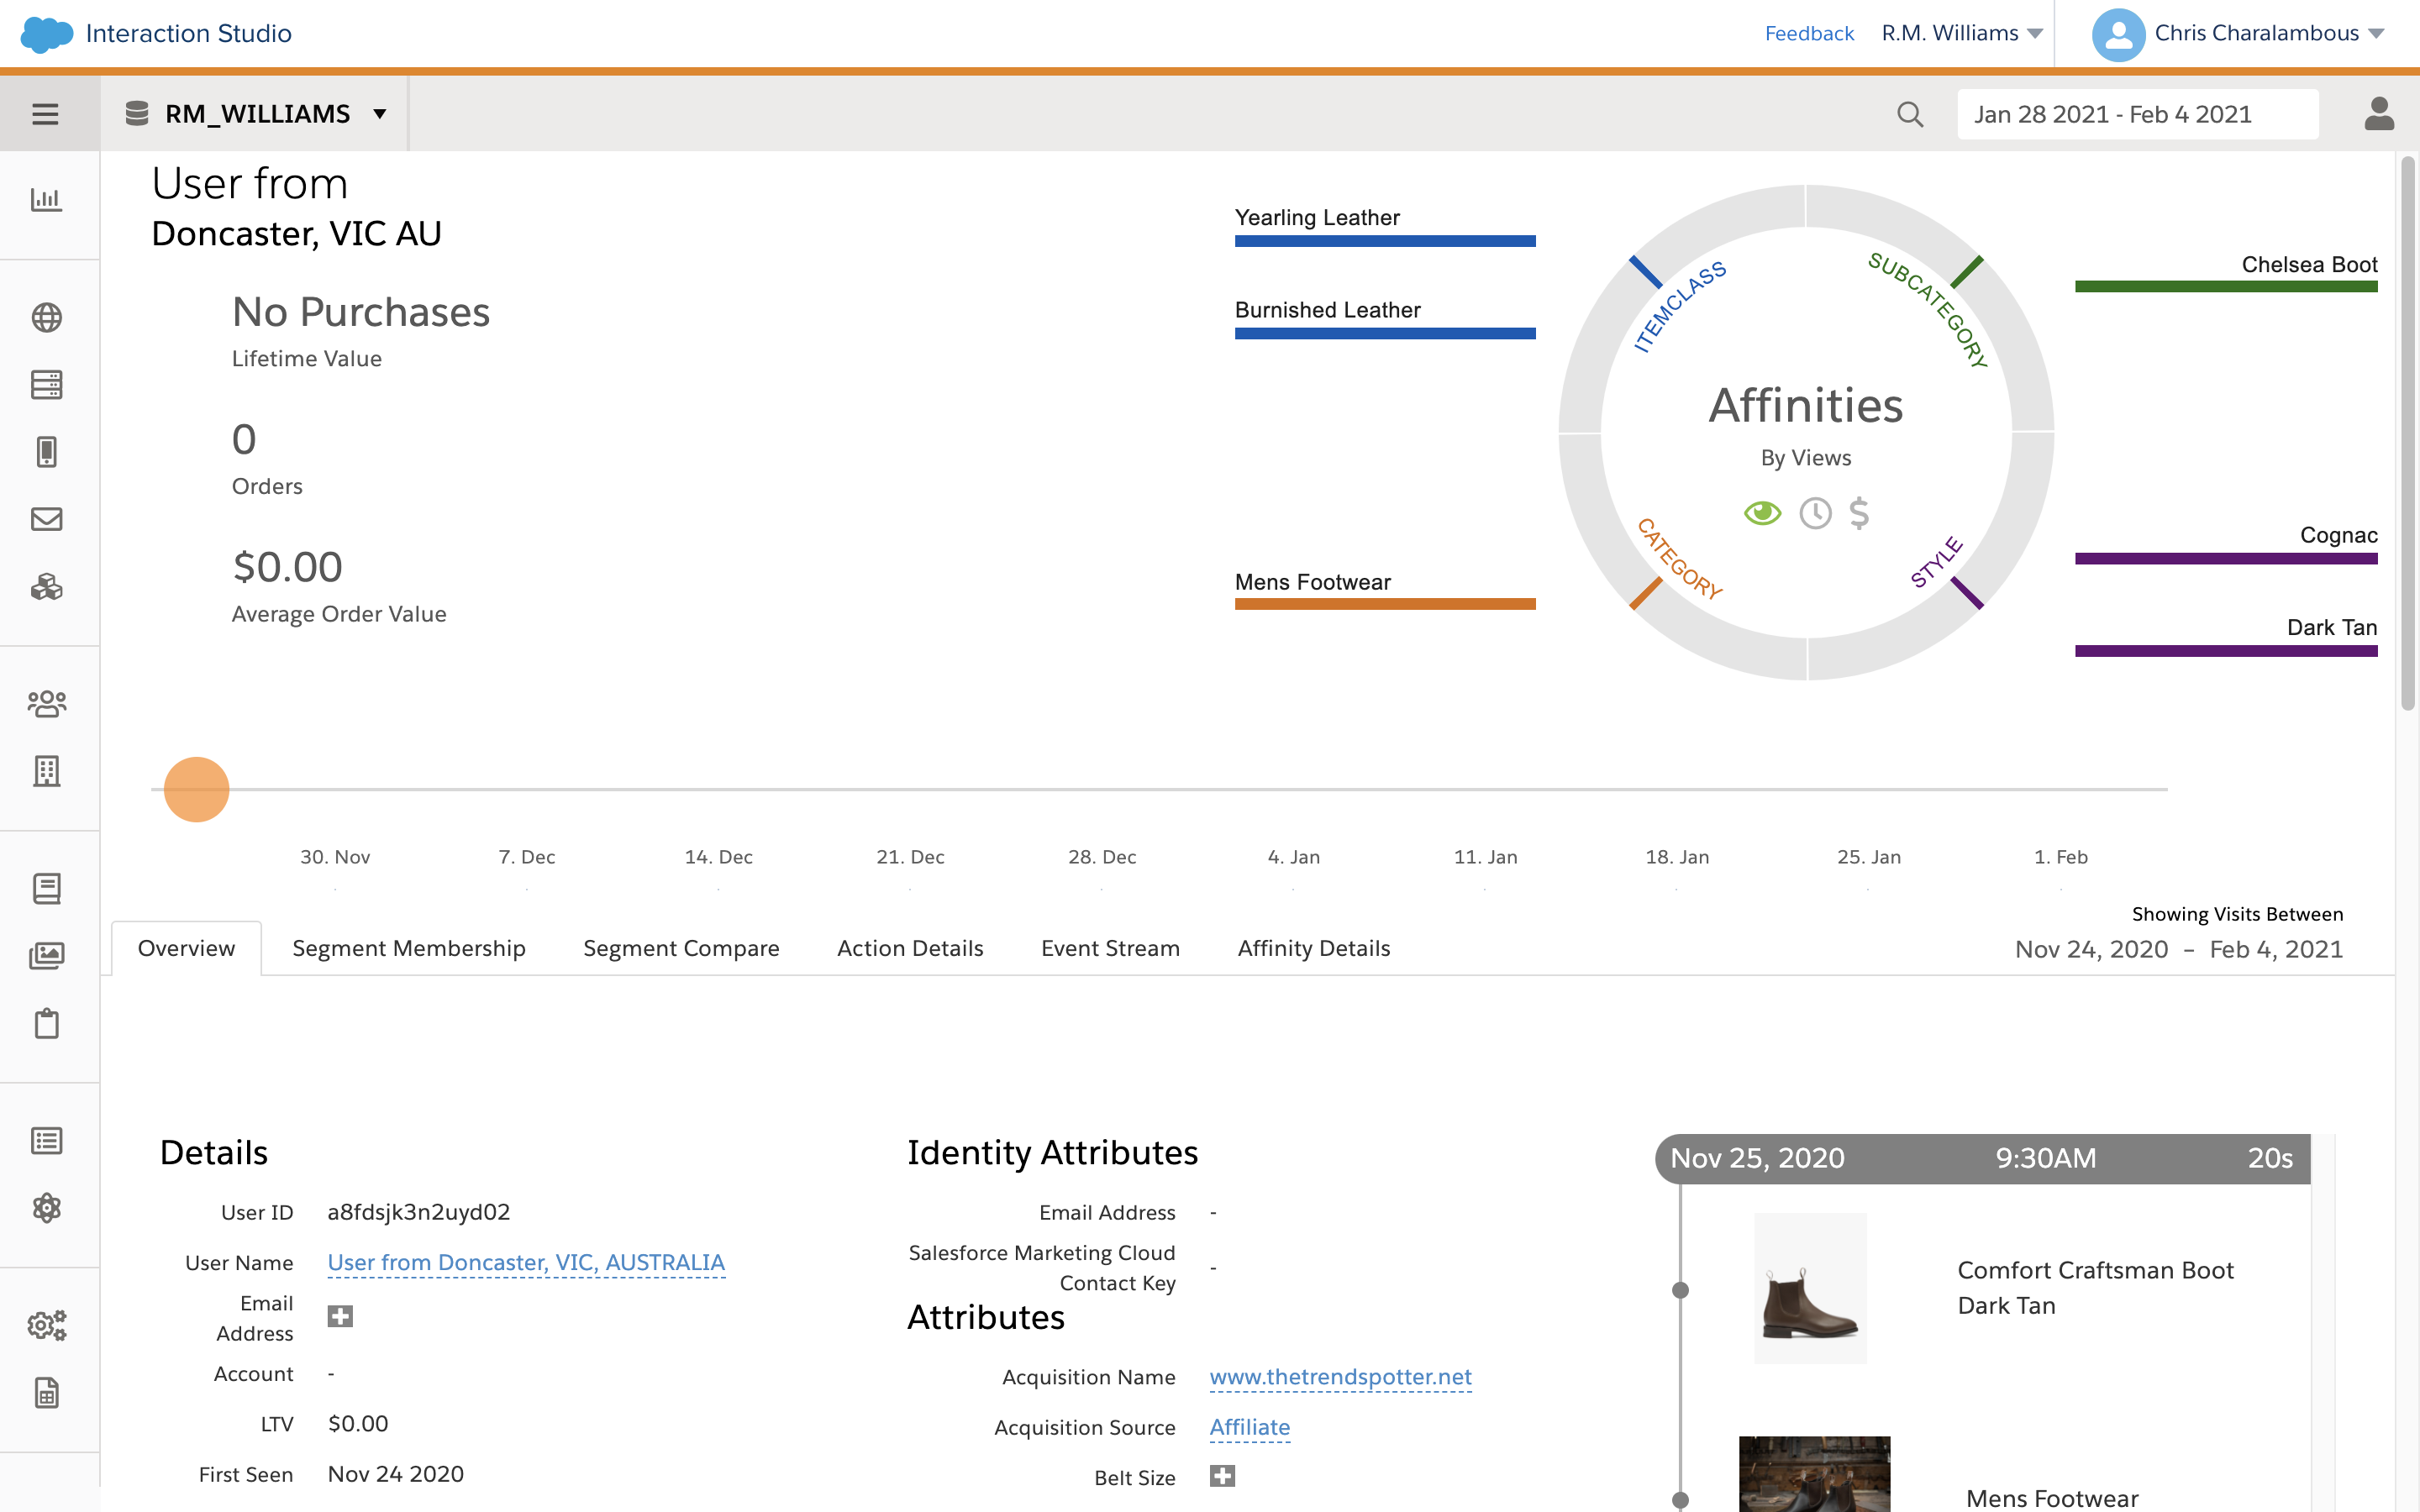 Interaction Studio
Feedback
R.M. Williams
Chris Charalambous
RM_WILLIAMS
Jan 28 2021 - Feb 4 2021
User from
Doncaster, VIC AU
No Purchases
Lifetime Value
0
Orders
$0.00
Average Order Value
Yearling Leather
Burnished Leather
Mens Footwear
ITEMCLASS
SUBCATEGORY
Affinities
By Views
CATEGORY
STYLE
Chelsea Boot
Cognac
Dark Tan
30. Nov
7. Dec
14. Dec
21. Dec
28. Dec
4. Jan
11. Jan
18. Jan
25. Jan
1. Feb
Showing Visits Between
Nov 24, 2020 – Feb 4, 2021
Overview
Segment Membership
Segment Compare
Action Details
Event Stream
Affinity Details
Details
User ID a8fdsjk3n2uyd02
User Name User from Doncaster, VIC, AUSTRALIA
Email
Address
Account -
LTV $0.00
First Seen Nov 24 2020
Identity Attributes
Email Address -
Salesforce Marketing Cloud
Contact Key -
Attributes
Acquisition Name www.thetrendspotter.net
Acquisition Source Affiliate
Belt Size
Nov 25, 2020 9:30AM 20s
Comfort Craftsman Boot
Dark Tan
Mens Footwear